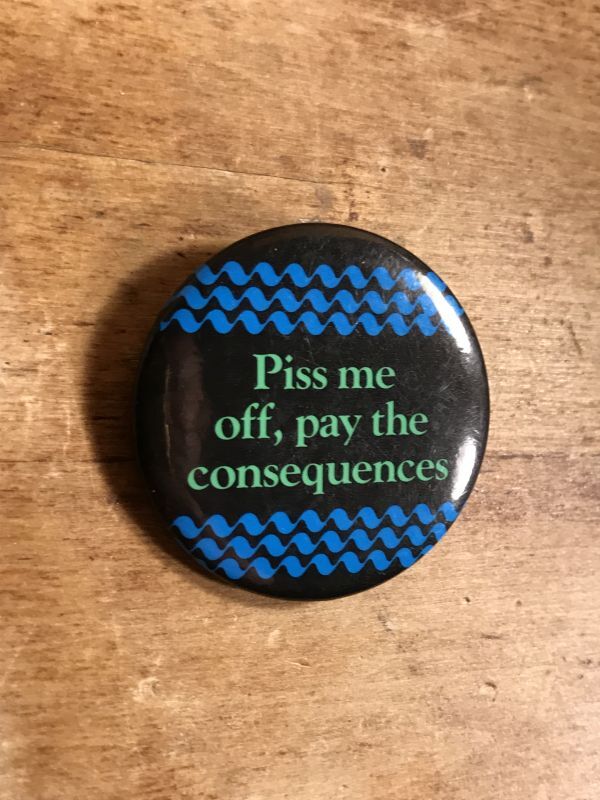 Piss me
off, pay the
consequences